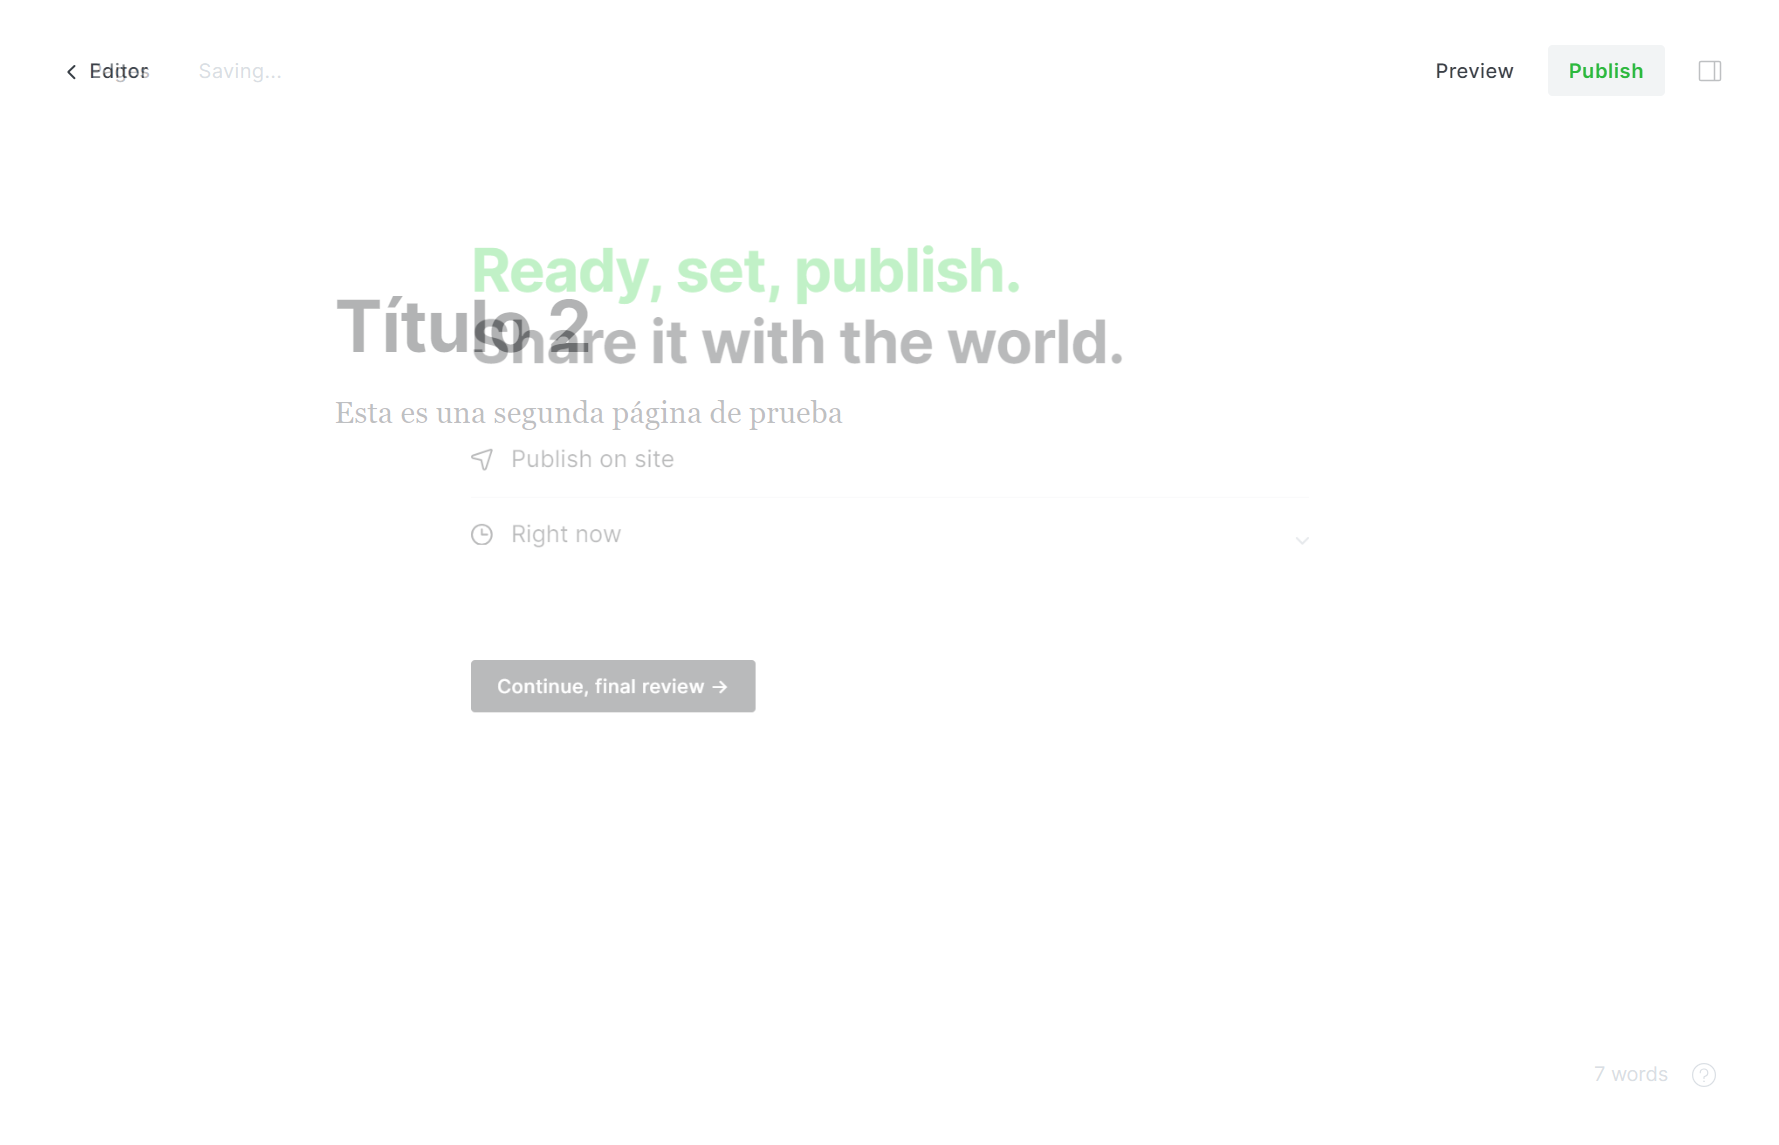 Editor
Pages
Saving...
Preview
Publish
Ready, set, publish.
Título 2
Share it with the world.
Esta es una segunda página de prueba
Publish on site
Right now
Continue, final review →
7 words
?